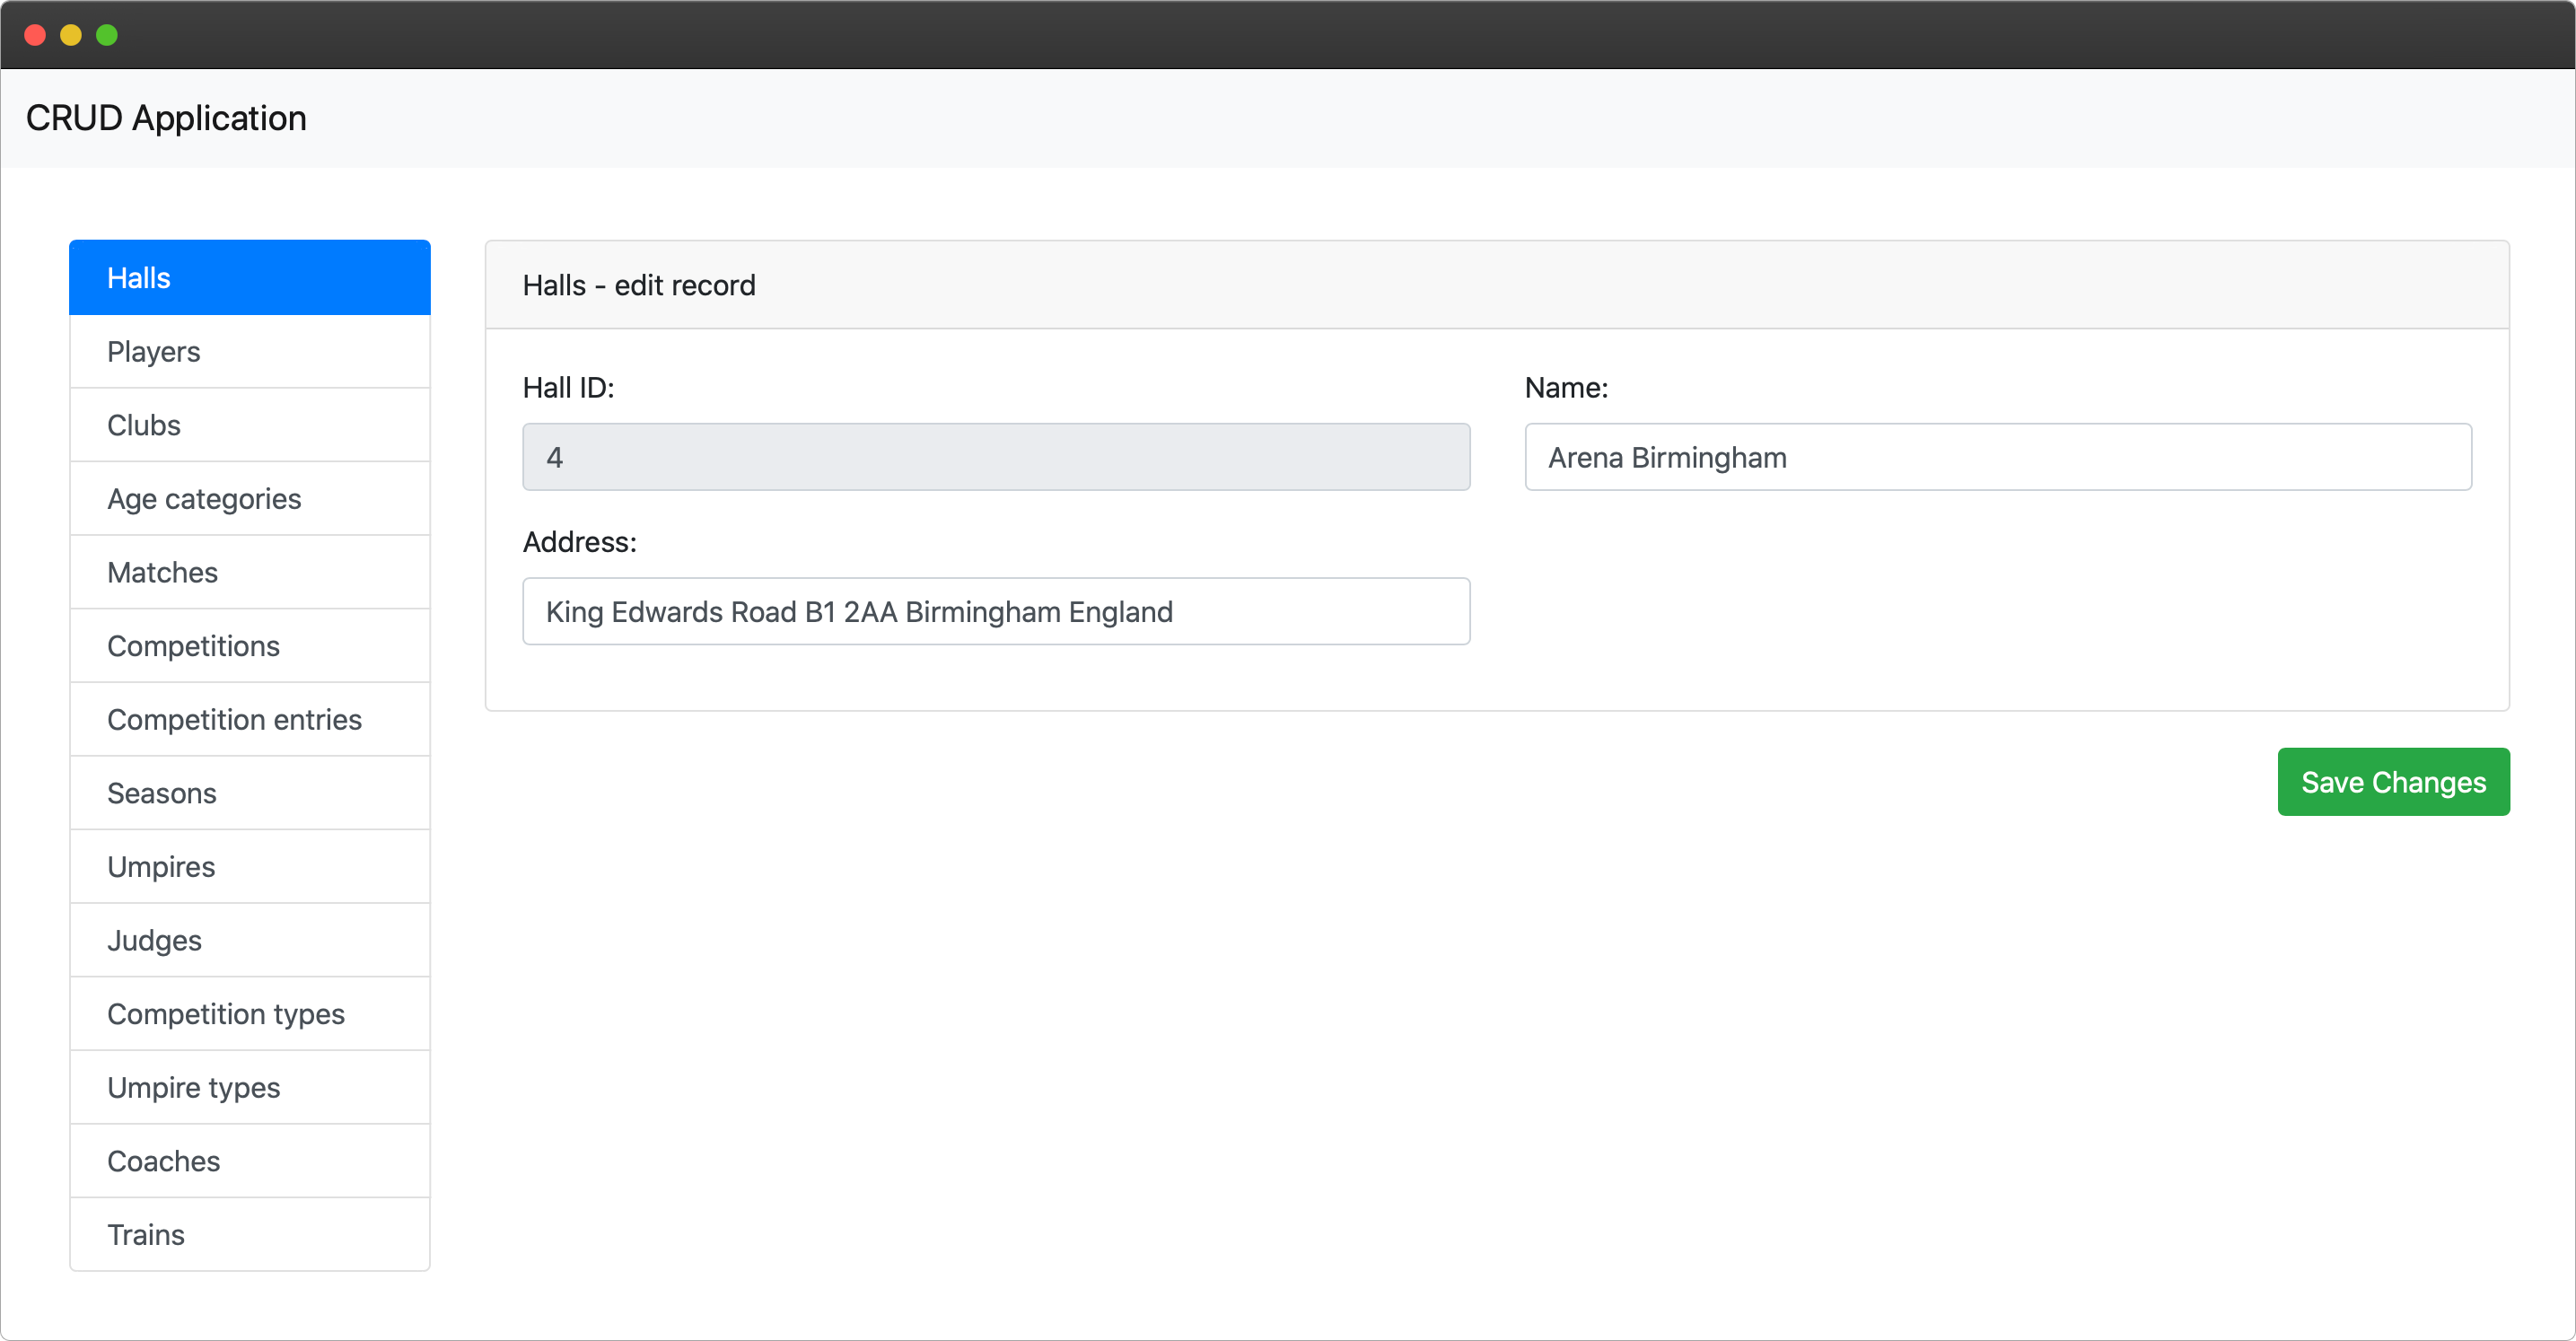 CRUD Application
Halls
Players
Clubs
Age categories
Matches
Competitions
Competition entries
Seasons
Umpires
Judges
Competition types
Umpire types
Coaches
Trains
Halls - edit record
Hall ID:
4
Name:
Arena Birmingham
Address:
King Edwards Road B1 2AA Birmingham England
Save Changes